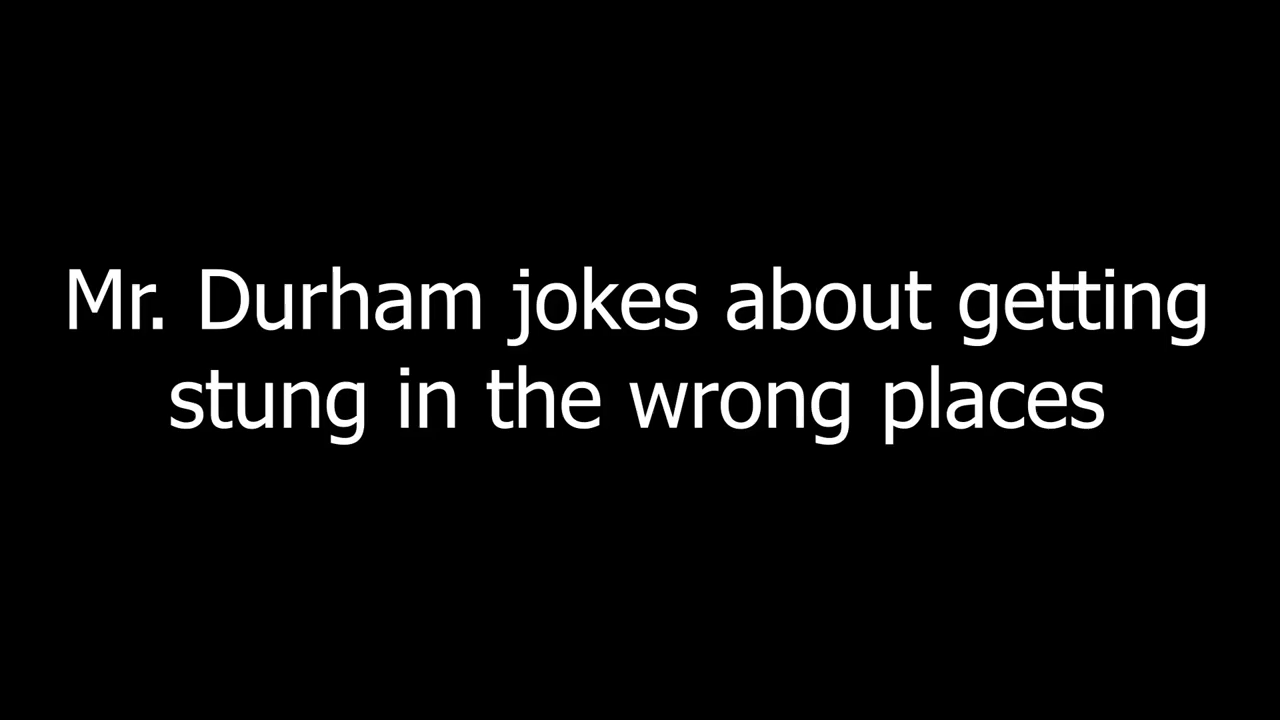 Mr. Durham jokes about getting
stung in the wrong places